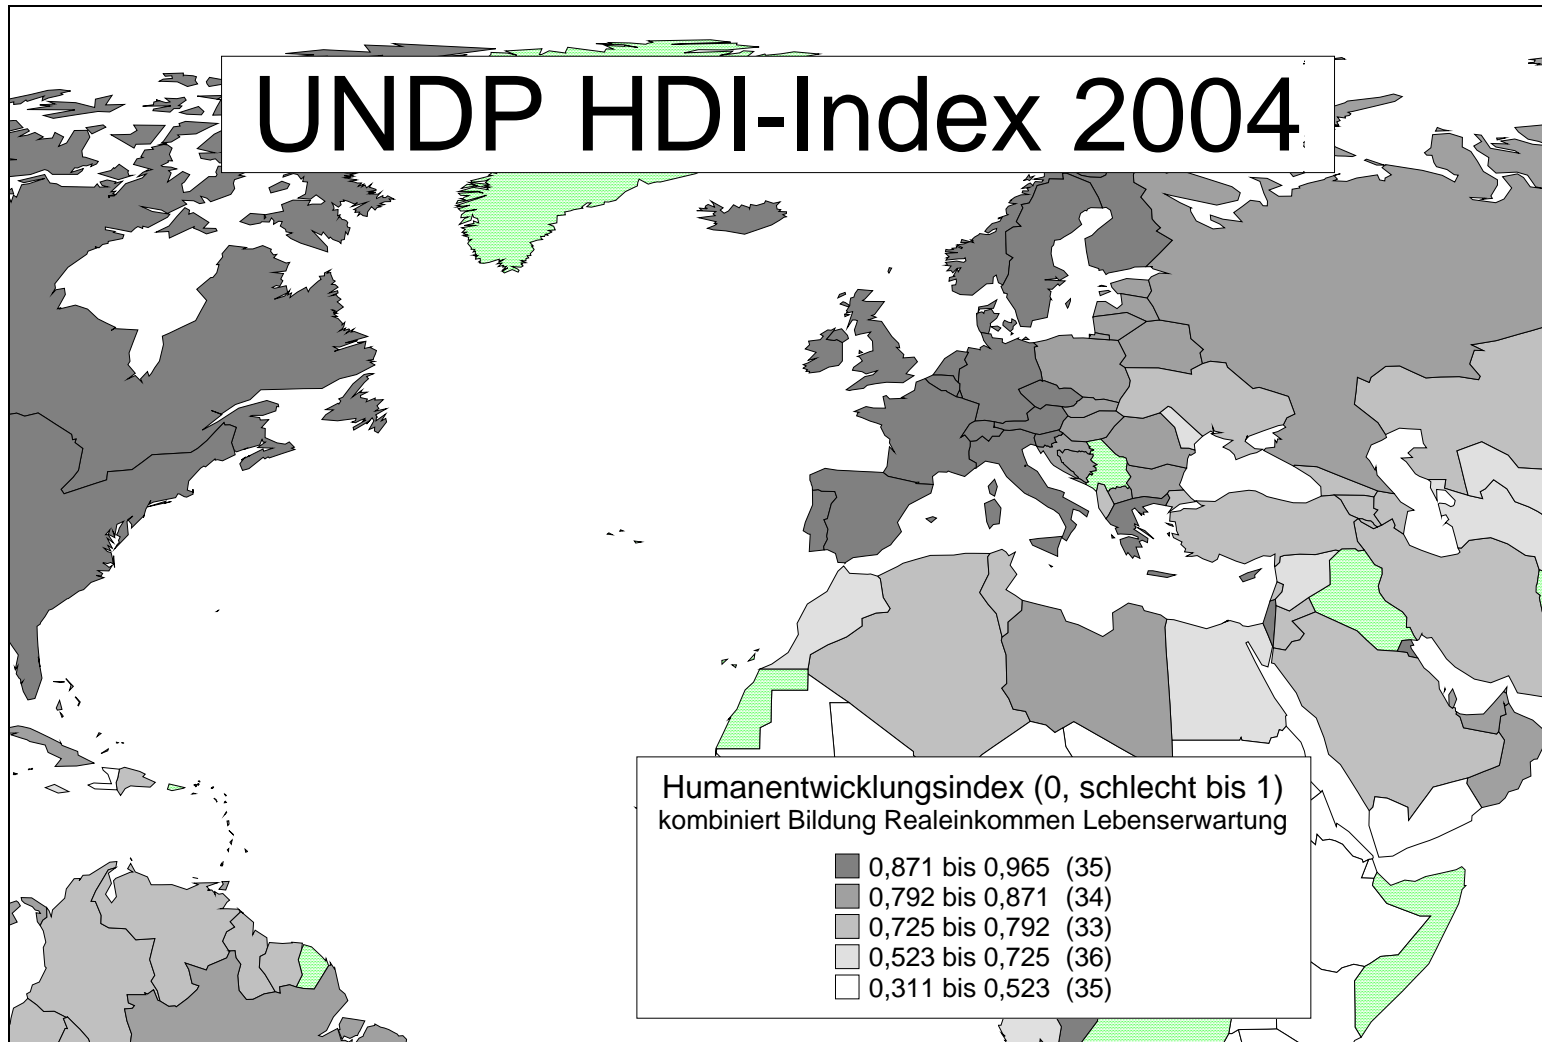 UNDP HDI-Index 2004
Humanentwicklungsindex (0, schlecht bis 1)
kombiniert Bildung Realeinkommen Lebenserwartung
0,871 bis 0,965 (35)
0,792 bis 0,871 (34)
0,725 bis 0,792 (33)
0,523 bis 0,725 (36)
0,311 bis 0,523 (35)